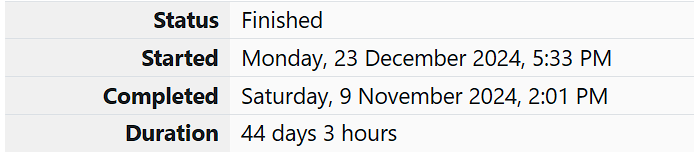 Status Finished
Started Monday, 23 December 2024, 5:33 PM
Completed Saturday, 9 November 2024, 2:01 PM
Duration 44 days 3 hours